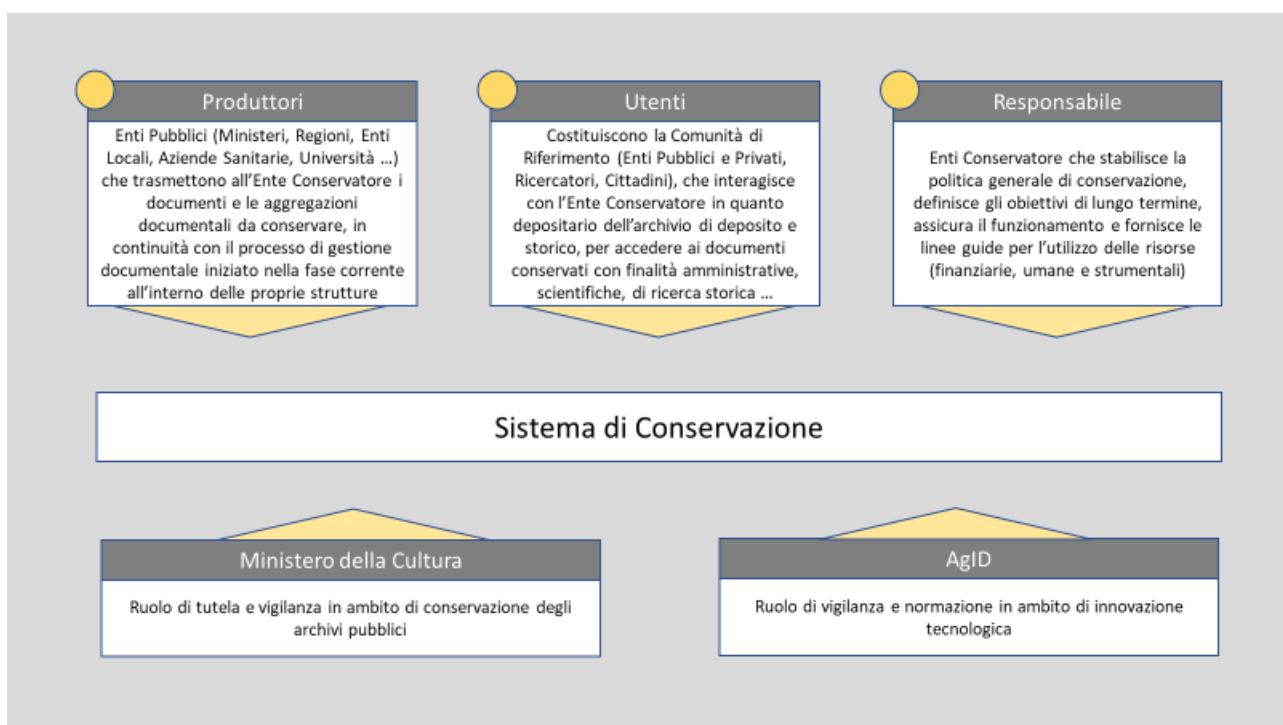 Produttori
Enti Pubblici (Ministeri, Regioni, Enti
Locali, Aziende Sanitarie, Università ...)
che trasmettono all'Ente Conservatore i
documenti e le aggregazioni
documentali da conservare, in
continuità con il processo di gestione
documentale iniziato nella fase corrente
all'interno delle proprie strutture
Utenti
Costituiscono la Comunità di
Riferimento (Enti Pubblici e Privati,
Ricercatori, Cittadini), che interagisce
con l'Ente Conservatore in quanto
depositario dell'archivio di deposito e
storico, per accedere ai documenti
conservati con finalità amministrative,
scientifiche, di ricerca storica ...
Responsabile
Enti Conservatore che stabilisce la
politica generale di conservazione,
definisce gli obiettivi di lungo termine,
assicura il funzionamento e fornisce le
linee guide per l'utilizzo delle risorse
(finanziarie, umane e strumentali)
Sistema di Conservazione
Ministero della Cultura
Ruolo di tutela e vigilanza in ambito di conservazione degli
archivi pubblici
AgID
Ruolo di vigilanza e normazione in ambito di innovazione
tecnologica